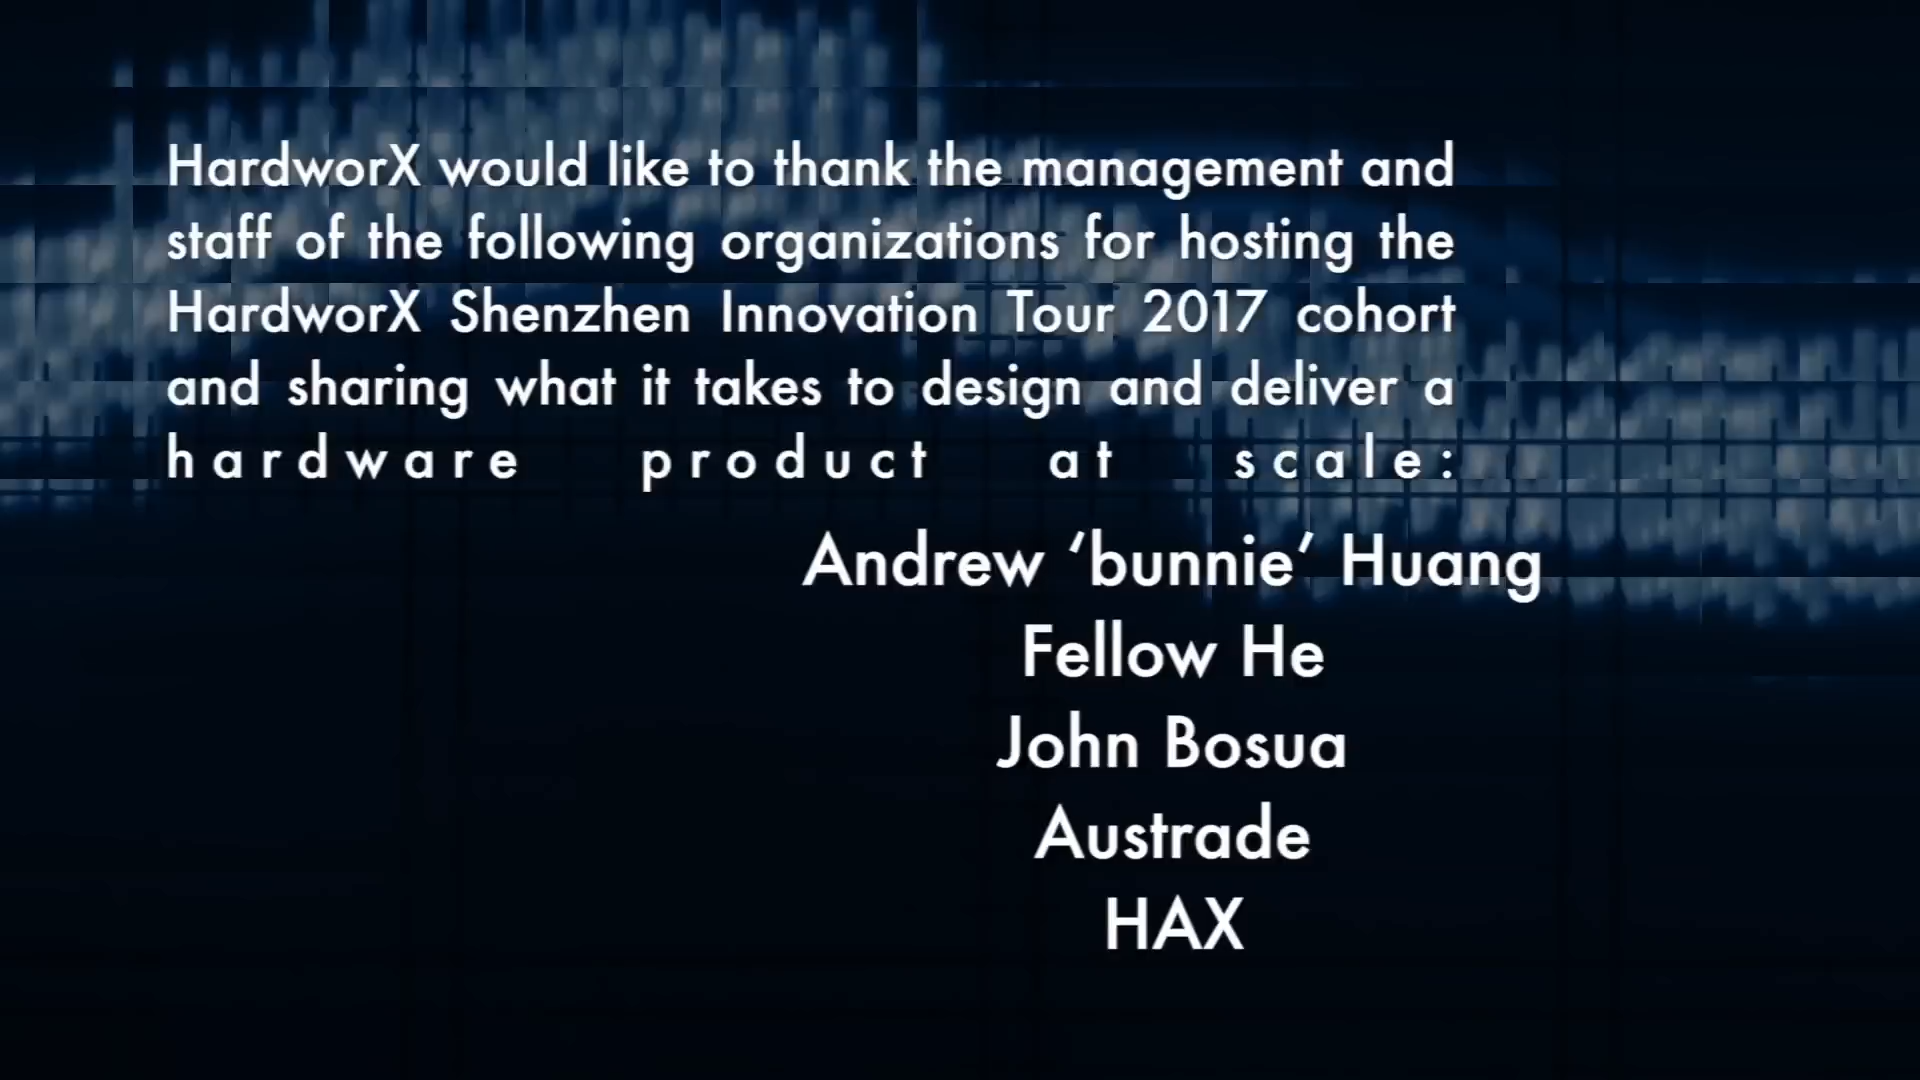 HardworX would like to thank the management and
staff of the following organizations for hosting the
HardworX Shenzhen Innovation Tour 2017 cohort
and sharing what it takes to design and deliver a
hardware product at scale:
Andrew ‘bunnie’ Huang
Fellow He
John Bosua
Austrade
HAX